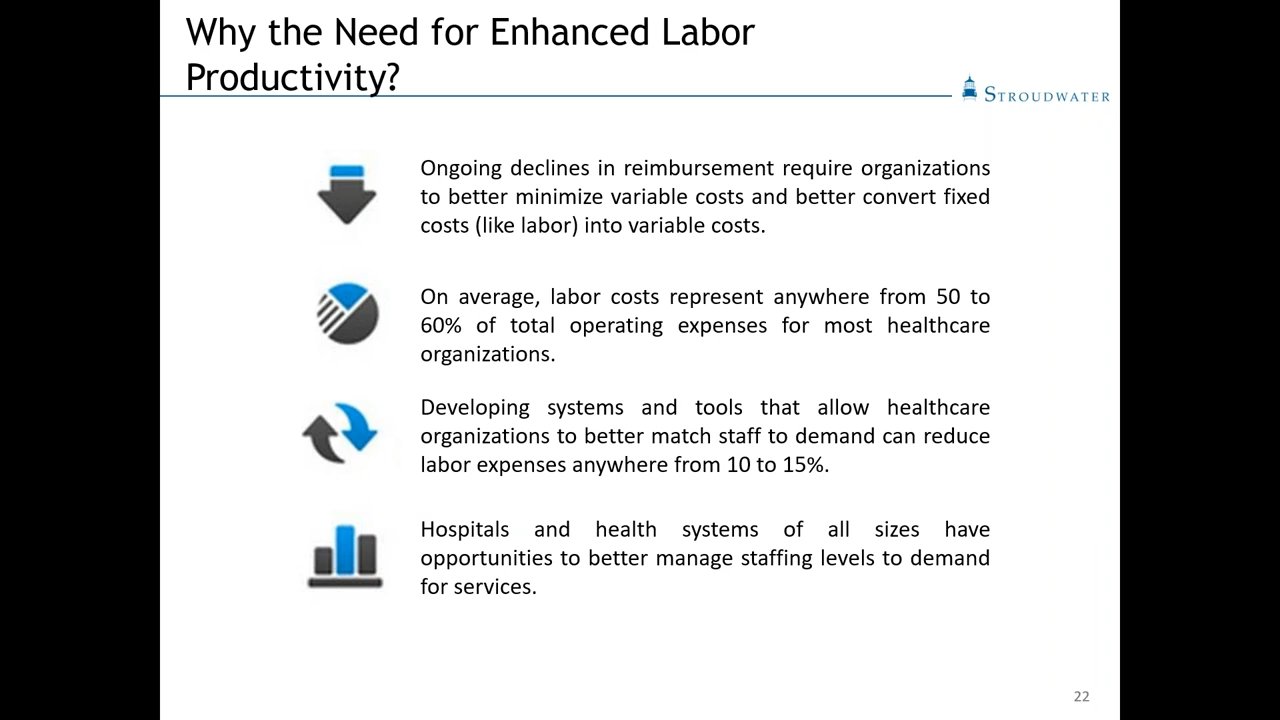 Why the Need for Enhanced Labor
Productivity?
STROUDWATER
Ongoing declines in reimbursement require organizations
to better minimize variable costs and better convert fixed
costs (like labor) into variable costs.
On average, labor costs represent anywhere from 50 to
60% of total operating expenses for most healthcare
organizations.
Developing systems and tools that allow healthcare
organizations to better match staff to demand can reduce
labor expenses anywhere from 10 to 15%.
Hospitals and health systems of all sizes have
opportunities to better manage staffing levels to demand
for services.
22